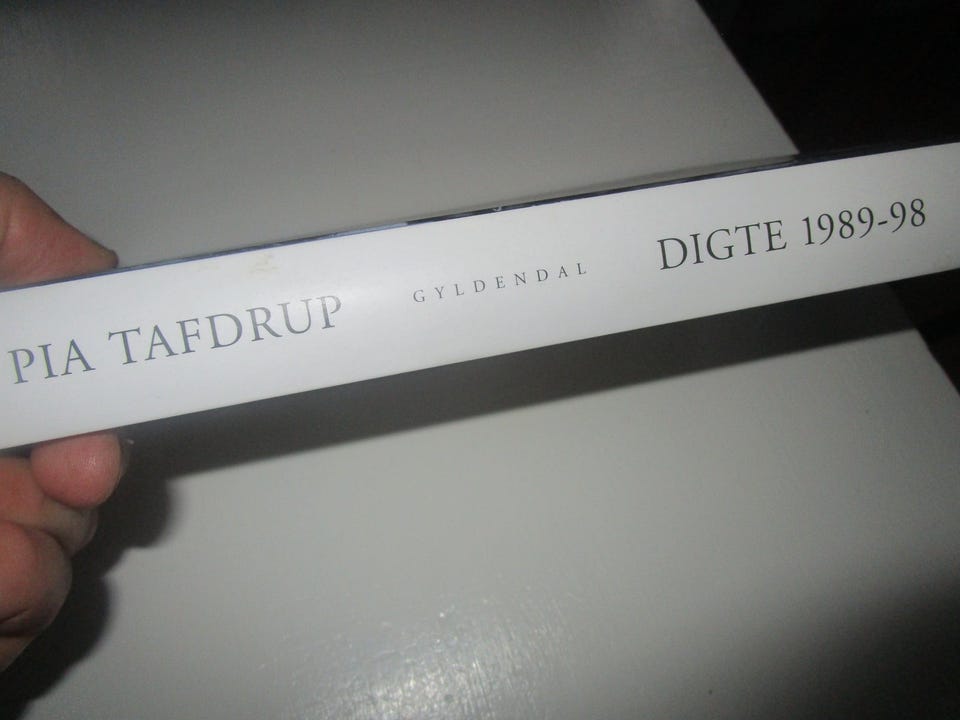 PIA TAFDRUP GYLDENDAL DIGTE 1989-98